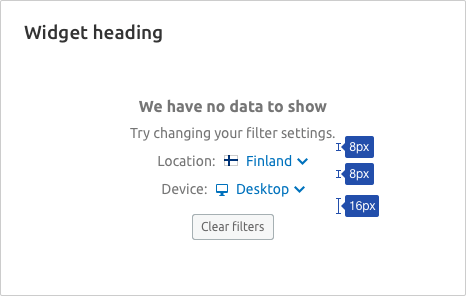 Widget heading
We have no data to show
Try changing your filter settings.
8px
Location: Finland
8px
Device: Desktop
16px
Clear filters